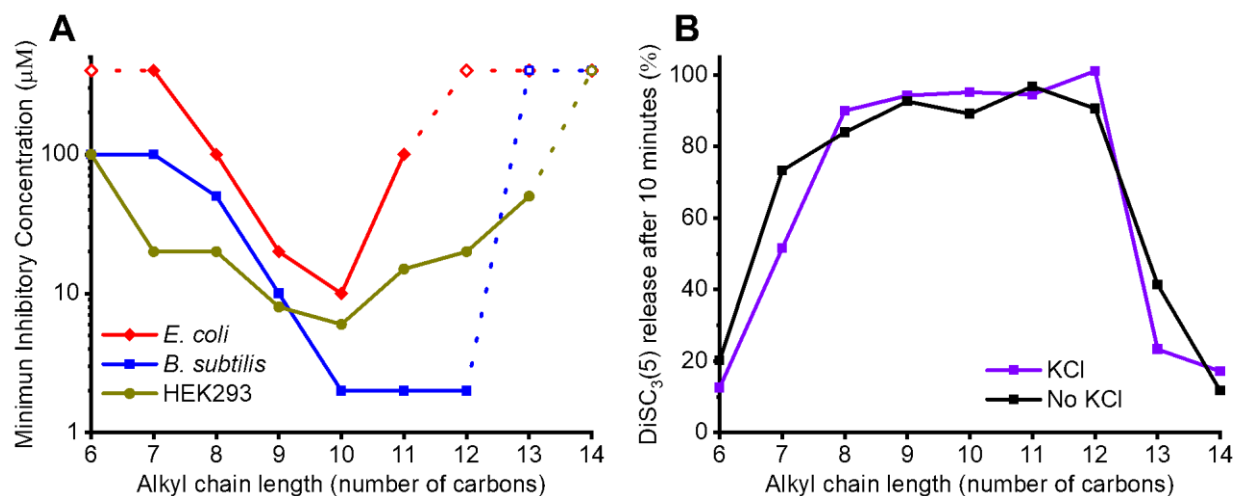 A
Minimun Inhibitory Concentration (μM)
100
10
1
E. coli
B. subtilis
HEK293
6 7 8 9 10 11 12 13 14
Alkyl chain length (number of carbons)
B
DiSC₃(5) release after 10 minutes (%)
100
80
60
40
20
0
KCl
No KCl
6 7 8 9 10 11 12 13 14
Alkyl chain length (number of carbons)